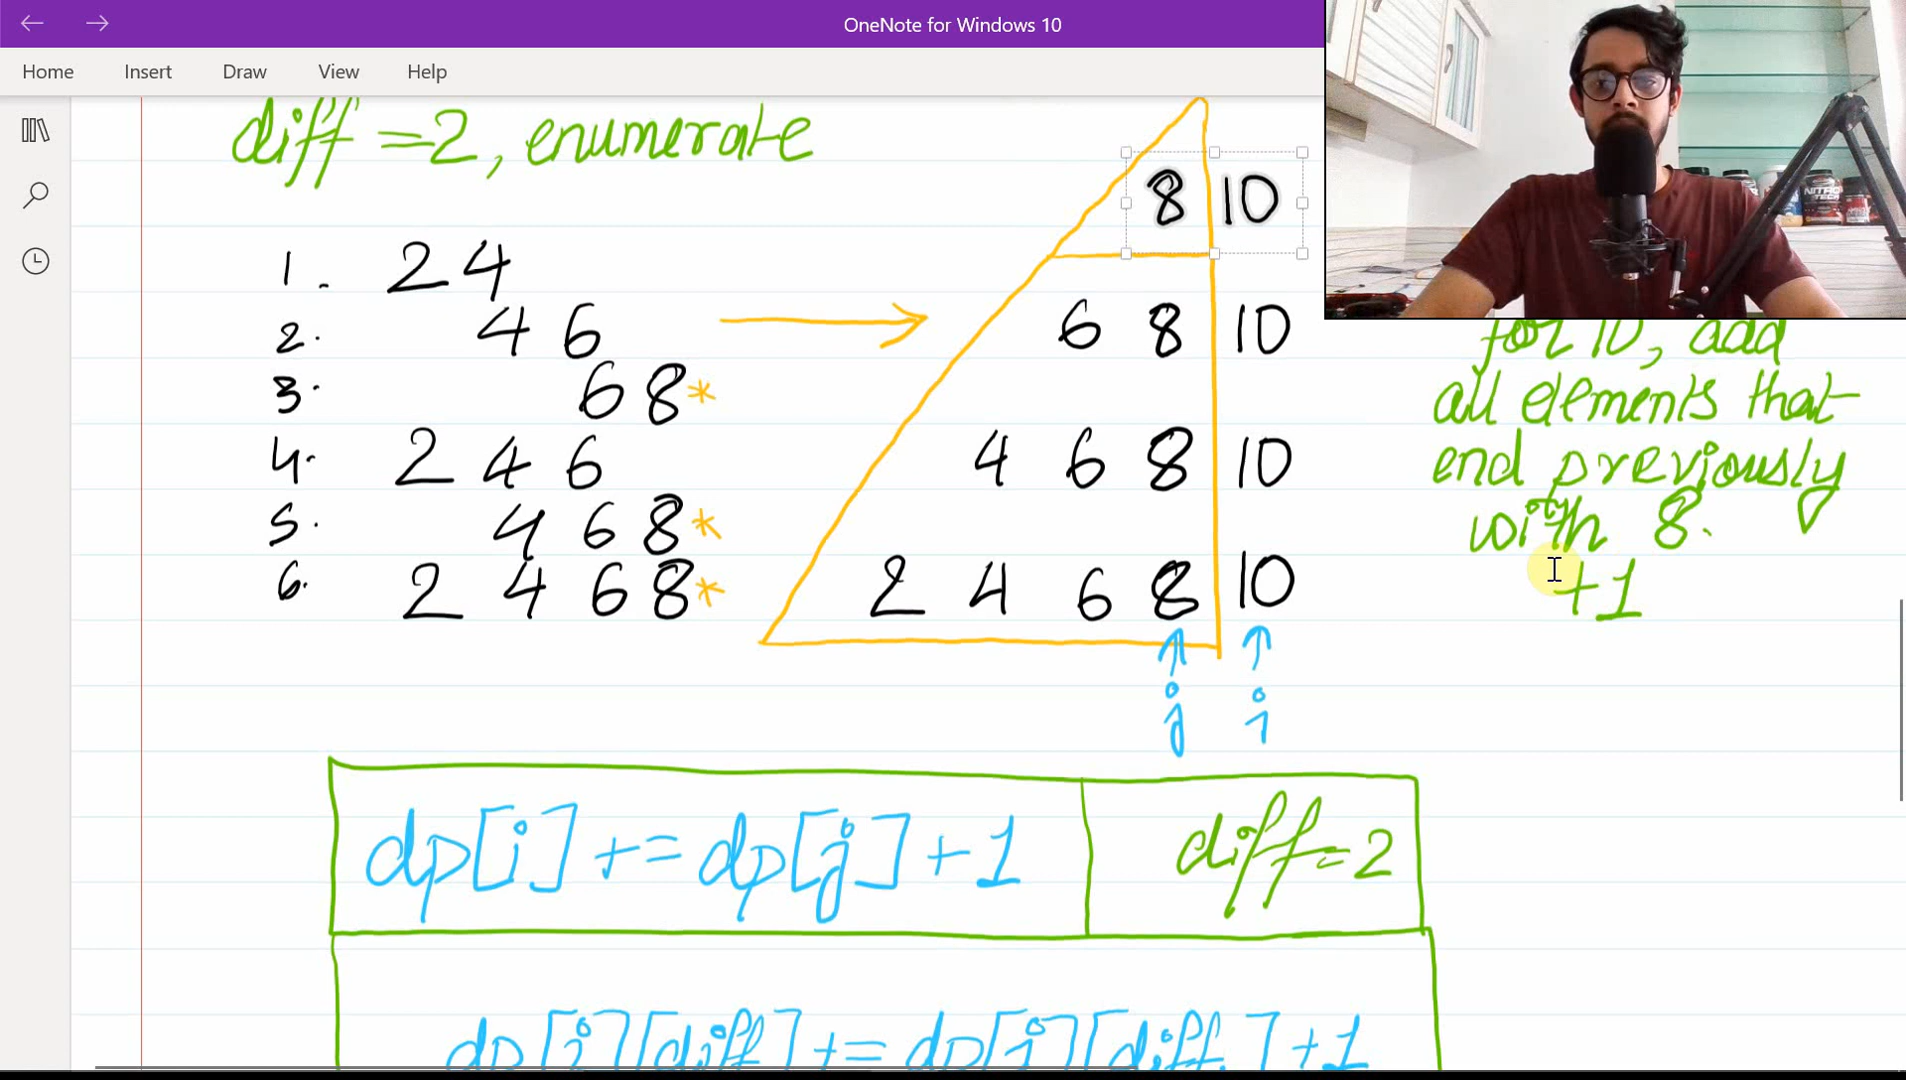 OneNote for Windows 10
Home Insert Draw View Help
diff = 2, enumerate
8 10
1. 2 4
2. 4 6
3. 6 8*
4. 2 4 6
5. 4 6 8*
6. 2 4 6 8*
6 8 10
4 6 8 10
2 4 6 8 10
j i
for 10, add
all elements that
end previously
with 8.
+1
dp[i] += dp[j] + 1
diff = 2
dp[i][diff] += dp[j][diff] + 1